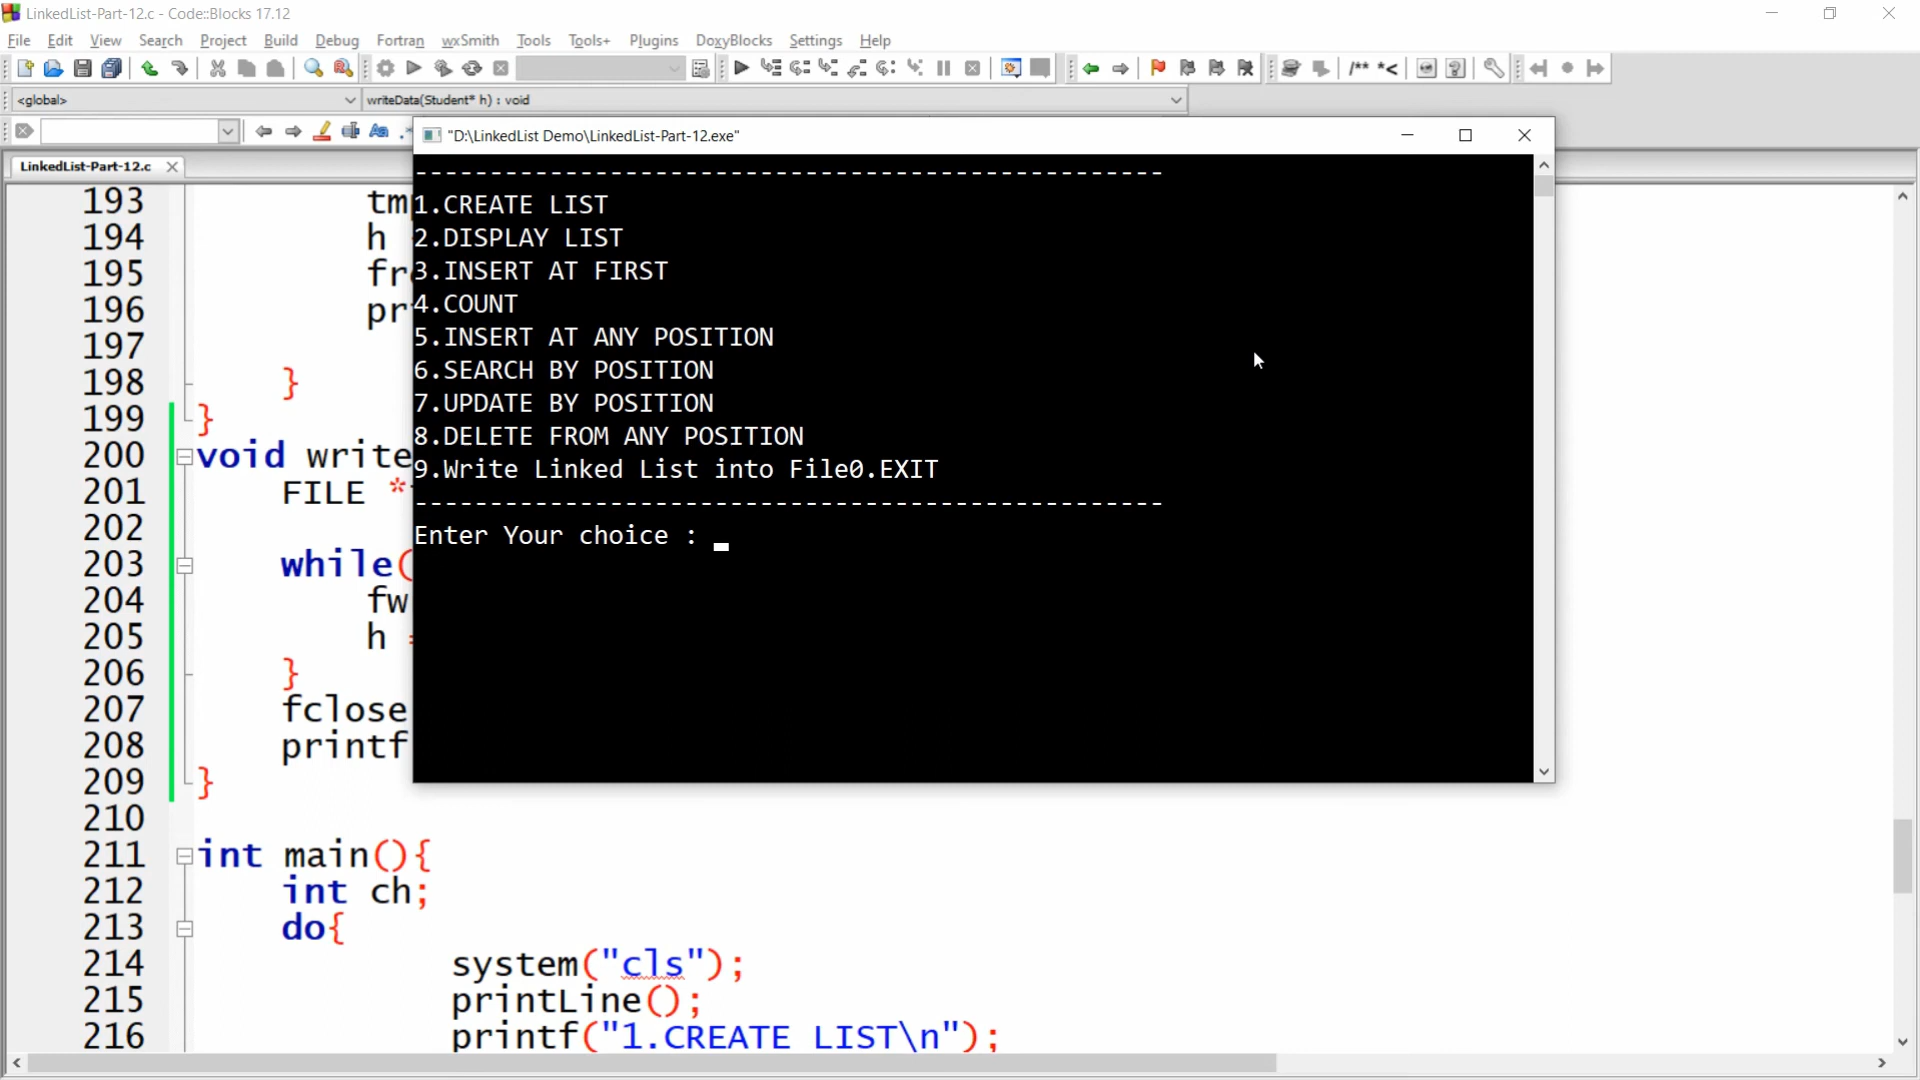 LinkedList-Part-12.c - Code::Blocks 17.12
File Edit View Search Project Build Debug Fortran wxSmith Tools Tools+ Plugins DoxyBlocks Settings Help
/** *<
<global> writeData(Student* h) : void
Aa .*
LinkedList-Part-12.c
"D:\LinkedList Demo\LinkedList-Part-12.exe"
--------------------------------------------------
1.CREATE LIST
2.DISPLAY LIST
3.INSERT AT FIRST
4.COUNT
5.INSERT AT ANY POSITION
6.SEARCH BY POSITION
7.UPDATE BY POSITION
8.DELETE FROM ANY POSITION
9.Write Linked List into File0.EXIT
--------------------------------------------------
Enter Your choice : _
193
194 h
195
196
197
198 }
199 }
200 void write
201 FILE *
202
203 while(
204 fw
205 h =
206 }
207 fclose
208 printf
209 }
210
211 int main(){
212 int ch;
213 do{
214 system("cls");
215 printLine();
216 printf("1.CREATE LIST\n");